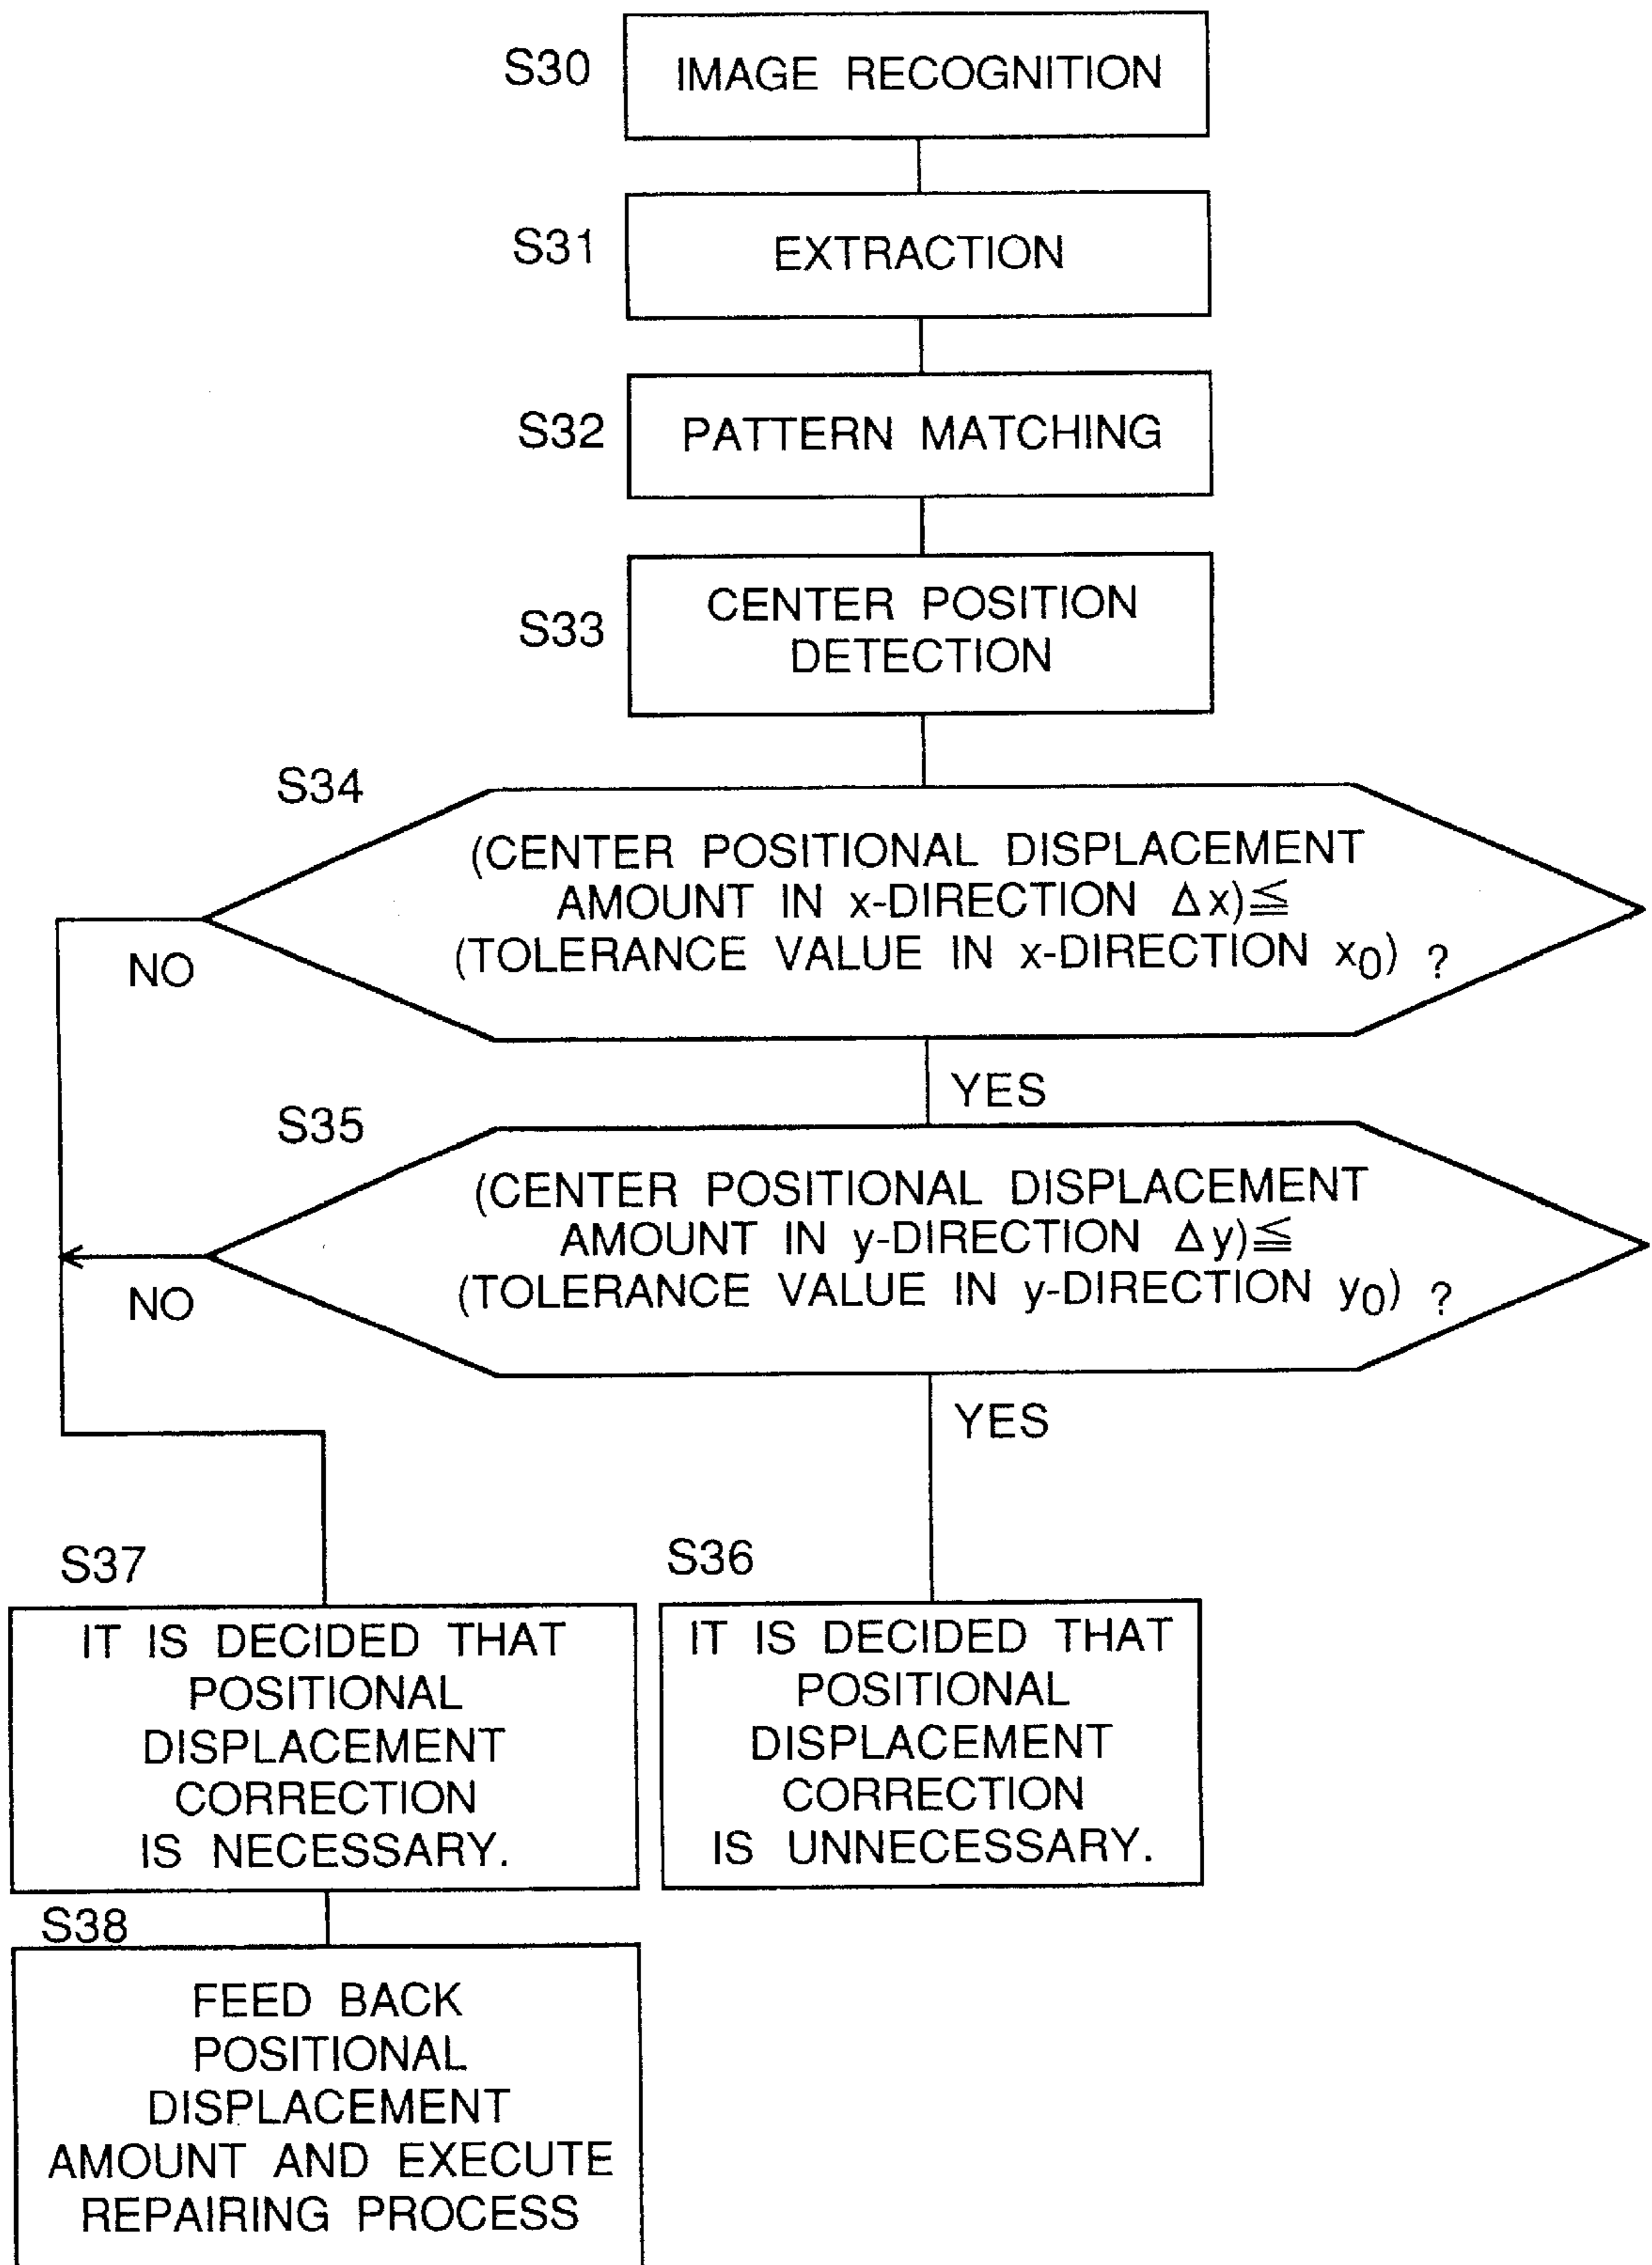 S30
IMAGE RECOGNITION
S31
EXTRACTION
S32
PATTERN MATCHING
S33
CENTER POSITION
DETECTION
S34
(CENTER POSITIONAL DISPLACEMENT
AMOUNT IN x-DIRECTION Δx)≦
(TOLERANCE VALUE IN x-DIRECTION x0) ?
NO
YES
S35
(CENTER POSITIONAL DISPLACEMENT
AMOUNT IN y-DIRECTION Δy)≦
(TOLERANCE VALUE IN y-DIRECTION y0) ?
NO
YES
S37
IT IS DECIDED THAT
POSITIONAL
DISPLACEMENT
CORRECTION
IS NECESSARY.
S36
IT IS DECIDED THAT
POSITIONAL
DISPLACEMENT
CORRECTION
IS UNNECESSARY.
S38
FEED BACK
POSITIONAL
DISPLACEMENT
AMOUNT AND EXECUTE
REPAIRING PROCESS